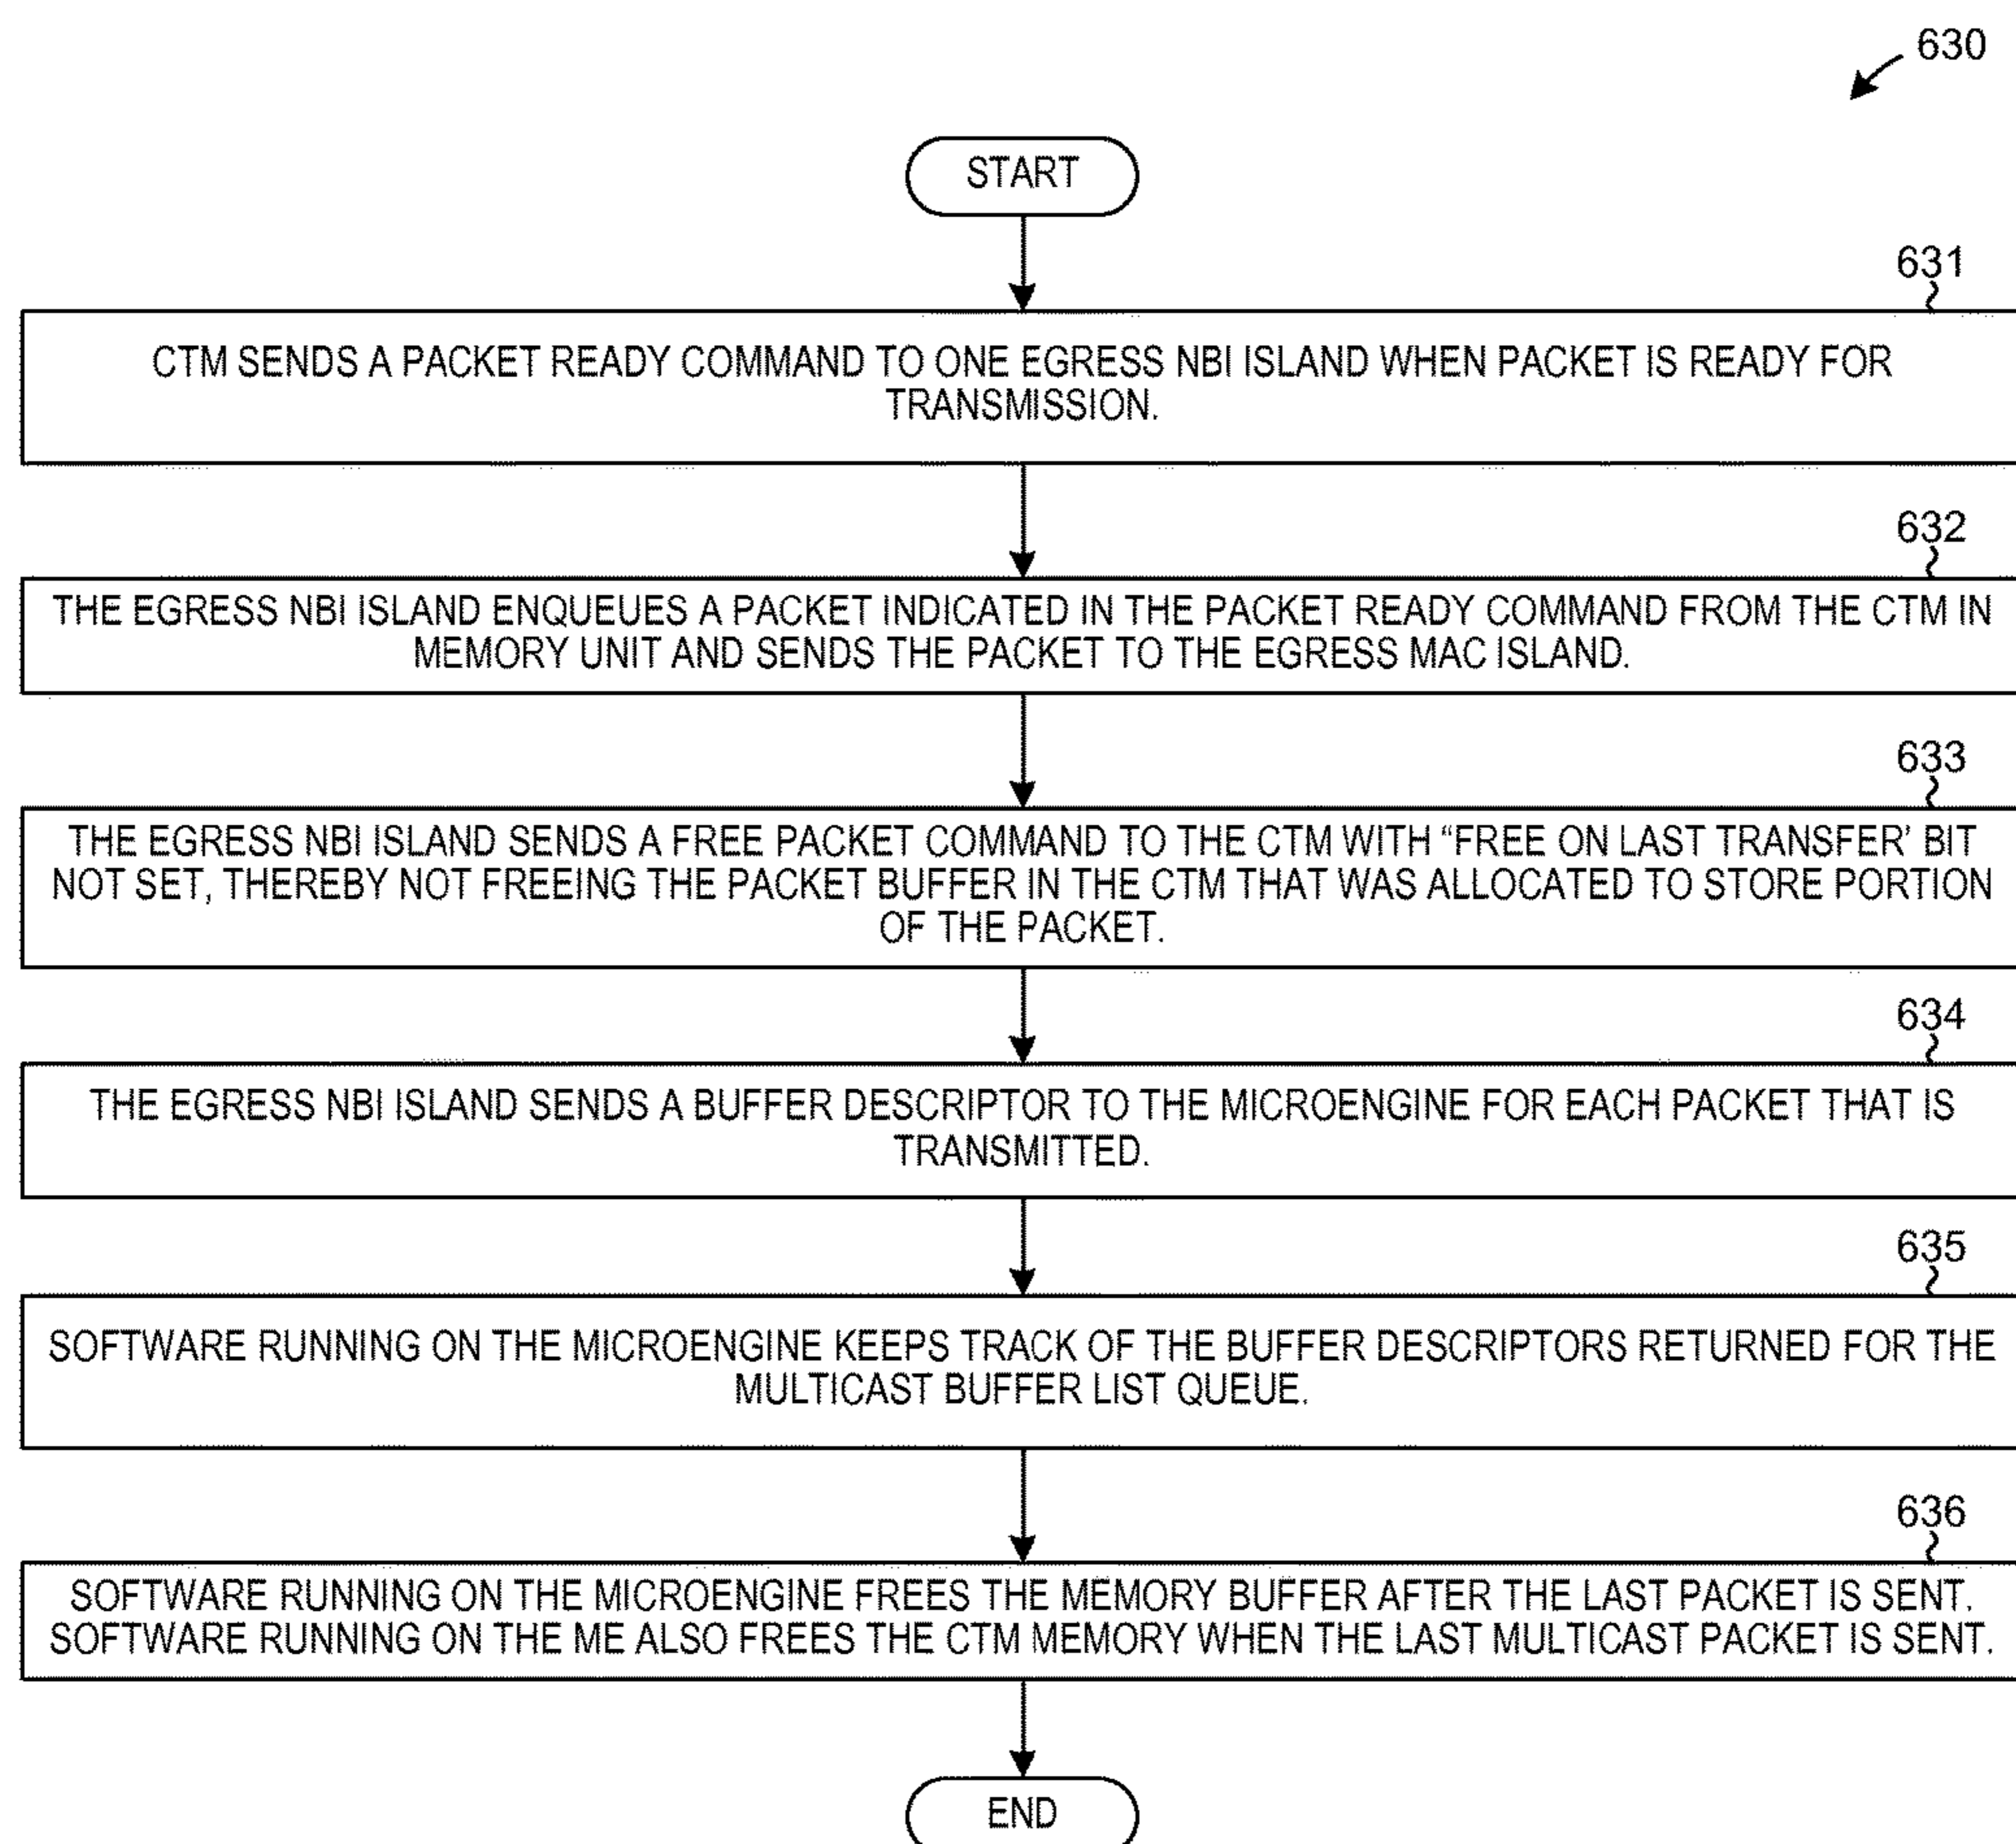 630
START
631
CTM SENDS A PACKET READY COMMAND TO ONE EGRESS NBI ISLAND WHEN PACKET IS READY FOR
TRANSMISSION.
632
THE EGRESS NBI ISLAND ENQUEUES A PACKET INDICATED IN THE PACKET READY COMMAND FROM THE CTM IN
MEMORY UNIT AND SENDS THE PACKET TO THE EGRESS MAC ISLAND.
633
THE EGRESS NBI ISLAND SENDS A FREE PACKET COMMAND TO THE CTM WITH “FREE ON LAST TRANSFER’ BIT
NOT SET, THEREBY NOT FREEING THE PACKET BUFFER IN THE CTM THAT WAS ALLOCATED TO STORE PORTION
OF THE PACKET.
634
THE EGRESS NBI ISLAND SENDS A BUFFER DESCRIPTOR TO THE MICROENGINE FOR EACH PACKET THAT IS
TRANSMITTED.
635
SOFTWARE RUNNING ON THE MICROENGINE KEEPS TRACK OF THE BUFFER DESCRIPTORS RETURNED FOR THE
MULTICAST BUFFER LIST QUEUE.
636
SOFTWARE RUNNING ON THE MICROENGINE FREES THE MEMORY BUFFER AFTER THE LAST PACKET IS SENT.
SOFTWARE RUNNING ON THE ME ALSO FREES THE CTM MEMORY WHEN THE LAST MULTICAST PACKET IS SENT.
END